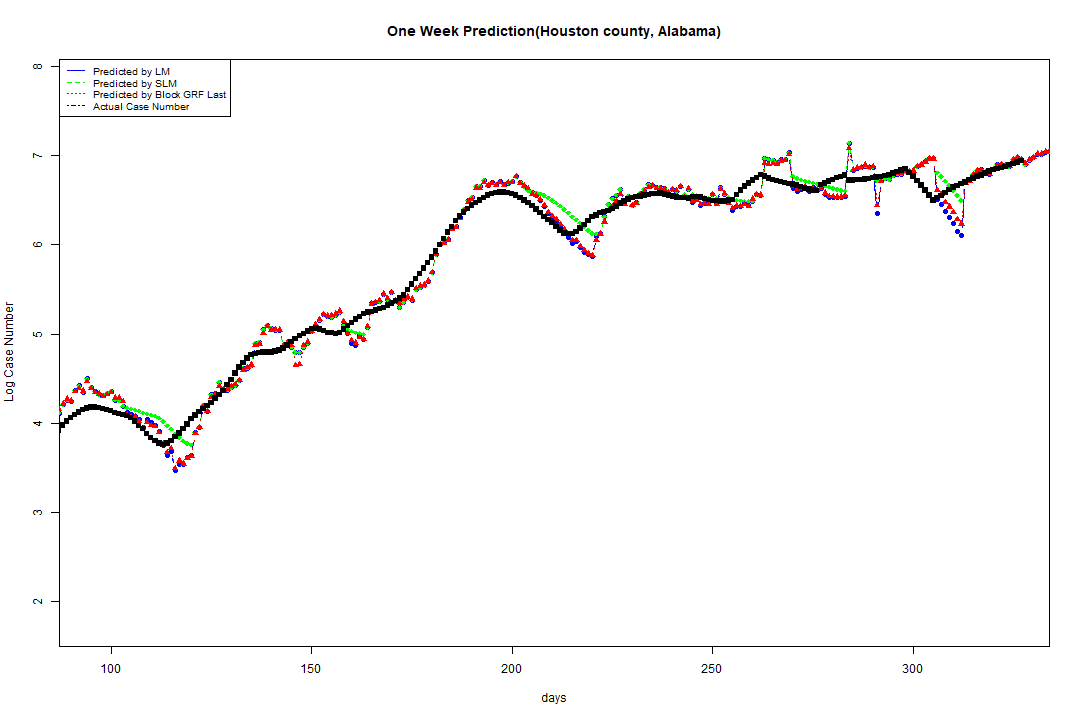 One Week Prediction(Houston county, Alabama)
Predicted by LM
Predicted by SLM
Predicted by Block GRF Last
Actual Case Number
8
7
6
5
4
3
2
Log Case Number
100 150 200 250 300
days